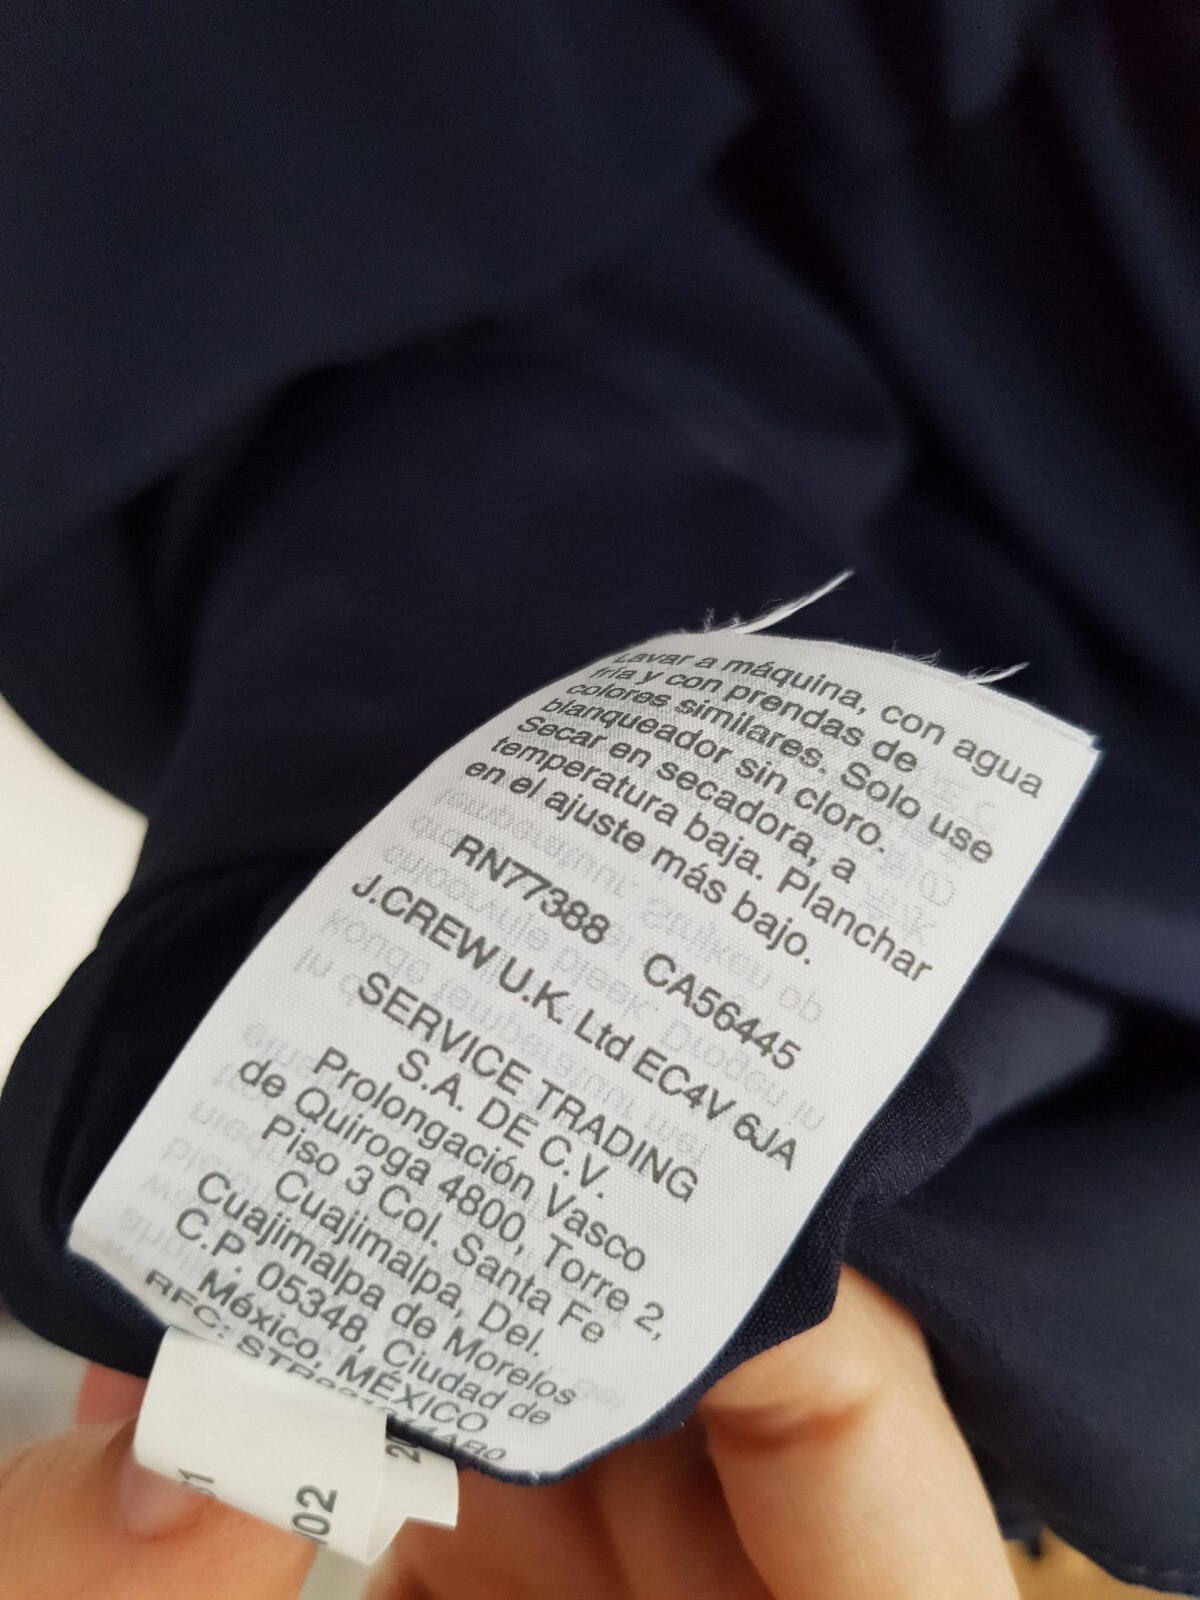 Lavar a máquina, con agua
fría y con prendas de
colores similares. Solo use
blanqueador sin cloro.
Secar en secadora, a
temperatura baja. Planchar
en el ajuste más bajo.
RN77388 CA56445
J.CREW U.K. Ltd EC4V 6JA
SERVICE TRADING
S.A. DE C.V.
Prolongación Vasco
de Quiroga 4800, Torre 2,
Piso 3 Col. Santa Fe
Cuajimalpa, Del.
Cuajimalpa de Morelos
C.P. 05348, Ciudad de
México, MÉXICO
RFC: